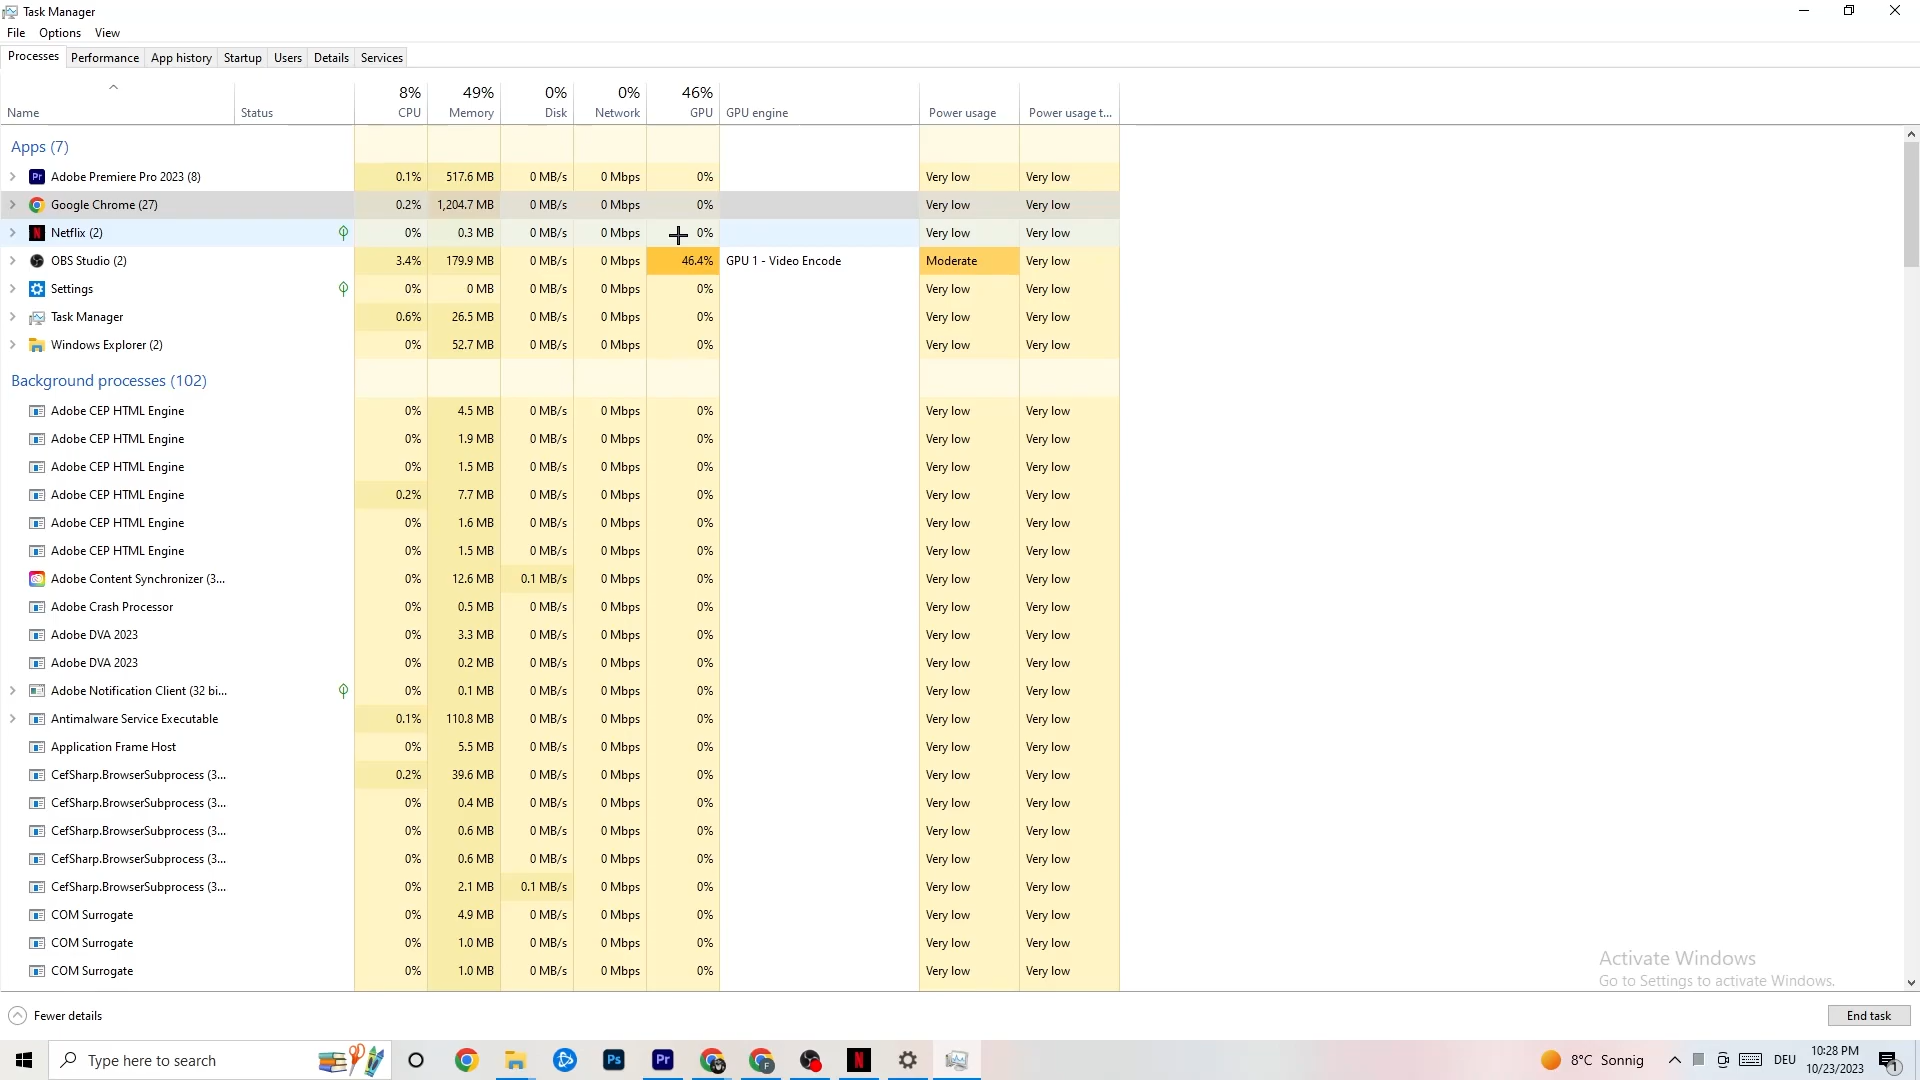 Task Manager
File Options View
Processes Performance App history Startup Users Details Services
8% 49% 0% 0% 46%
Name Status CPU Memory Disk Network GPU GPU engine Power usage Power usage t...
Apps (7)
Pr Adobe Premiere Pro 2023 (8) 0.1% 517.6 MB 0 MB/s 0 Mbps 0% Very low Very low
Google Chrome (27) 0.2% 1,204.7 MB 0 MB/s 0 Mbps 0% Very low Very low
N Netflix (2) 0% 0.3 MB 0 MB/s 0 Mbps 0% Very low Very low
OBS Studio (2) 3.4% 179.9 MB 0 MB/s 0 Mbps 46.4% GPU 1 - Video Encode Moderate Very low
Settings 0% 0 MB 0 MB/s 0 Mbps 0% Very low Very low
Task Manager 0.6% 26.5 MB 0 MB/s 0 Mbps 0% Very low Very low
Windows Explorer (2) 0% 52.7 MB 0 MB/s 0 Mbps 0% Very low Very low
Background processes (102)
Adobe CEP HTML Engine 0% 4.5 MB 0 MB/s 0 Mbps 0% Very low Very low
Adobe CEP HTML Engine 0% 1.9 MB 0 MB/s 0 Mbps 0% Very low Very low
Adobe CEP HTML Engine 0% 1.5 MB 0 MB/s 0 Mbps 0% Very low Very low
Adobe CEP HTML Engine 0.2% 7.7 MB 0 MB/s 0 Mbps 0% Very low Very low
Adobe CEP HTML Engine 0% 1.6 MB 0 MB/s 0 Mbps 0% Very low Very low
Adobe CEP HTML Engine 0% 1.5 MB 0 MB/s 0 Mbps 0% Very low Very low
Adobe Content Synchronizer (3... 0% 12.6 MB 0.1 MB/s 0 Mbps 0% Very low Very low
Adobe Crash Processor 0% 0.5 MB 0 MB/s 0 Mbps 0% Very low Very low
Adobe DVA 2023 0% 3.3 MB 0 MB/s 0 Mbps 0% Very low Very low
Adobe DVA 2023 0% 0.2 MB 0 MB/s 0 Mbps 0% Very low Very low
Adobe Notification Client (32 bi... 0% 0.1 MB 0 MB/s 0 Mbps 0% Very low Very low
Antimalware Service Executable 0.1% 110.8 MB 0 MB/s 0 Mbps 0% Very low Very low
Application Frame Host 0% 5.5 MB 0 MB/s 0 Mbps 0% Very low Very low
CefSharp.BrowserSubprocess (3... 0.2% 39.6 MB 0 MB/s 0 Mbps 0% Very low Very low
CefSharp.BrowserSubprocess (3... 0% 0.4 MB 0 MB/s 0 Mbps 0% Very low Very low
CefSharp.BrowserSubprocess (3... 0% 0.6 MB 0 MB/s 0 Mbps 0% Very low Very low
CefSharp.BrowserSubprocess (3... 0% 0.6 MB 0 MB/s 0 Mbps 0% Very low Very low
CefSharp.BrowserSubprocess (3... 0% 2.1 MB 0.1 MB/s 0 Mbps 0% Very low Very low
COM Surrogate 0% 4.9 MB 0 MB/s 0 Mbps 0% Very low Very low
COM Surrogate 0% 1.0 MB 0 MB/s 0 Mbps 0% Very low Very low
COM Surrogate 0% 1.0 MB 0 MB/s 0 Mbps 0% Very low Very low
Activate Windows
Go to Settings to activate Windows.
Fewer details End task
Type here to search Ps Pr F N 8°C Sonnig DEU 10:28 PM
10/23/2023 1